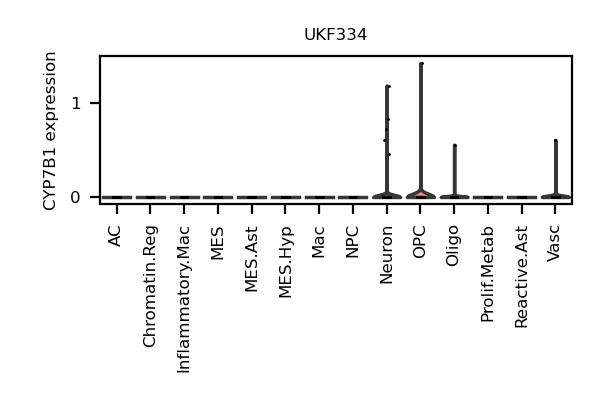 UKF334
CYP7B1 expression
1
0
AC
Chromatin.Reg
Inflammatory.Mac
MES
MES.Ast
MES.Hyp
Mac
NPC
Neuron
OPC
Oligo
Prolif.Metab
Reactive.Ast
Vasc